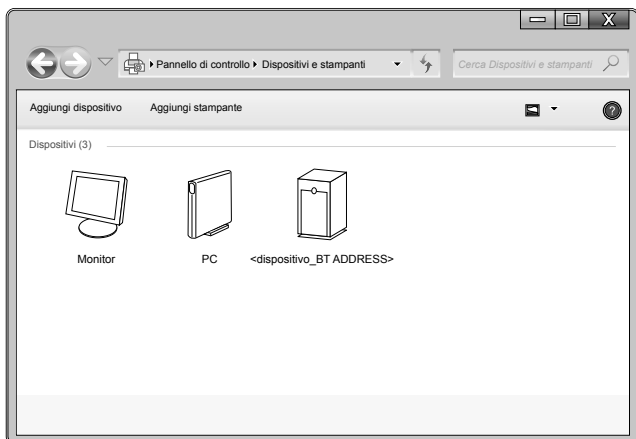 Pannello di controllo Dispositivi e stampanti
Cerca Dispositivi e stampanti
Aggiungi dispositivo Aggiungi stampante
?
Dispositivi (3)
Monitor PC <dispositivo_BT ADDRESS>